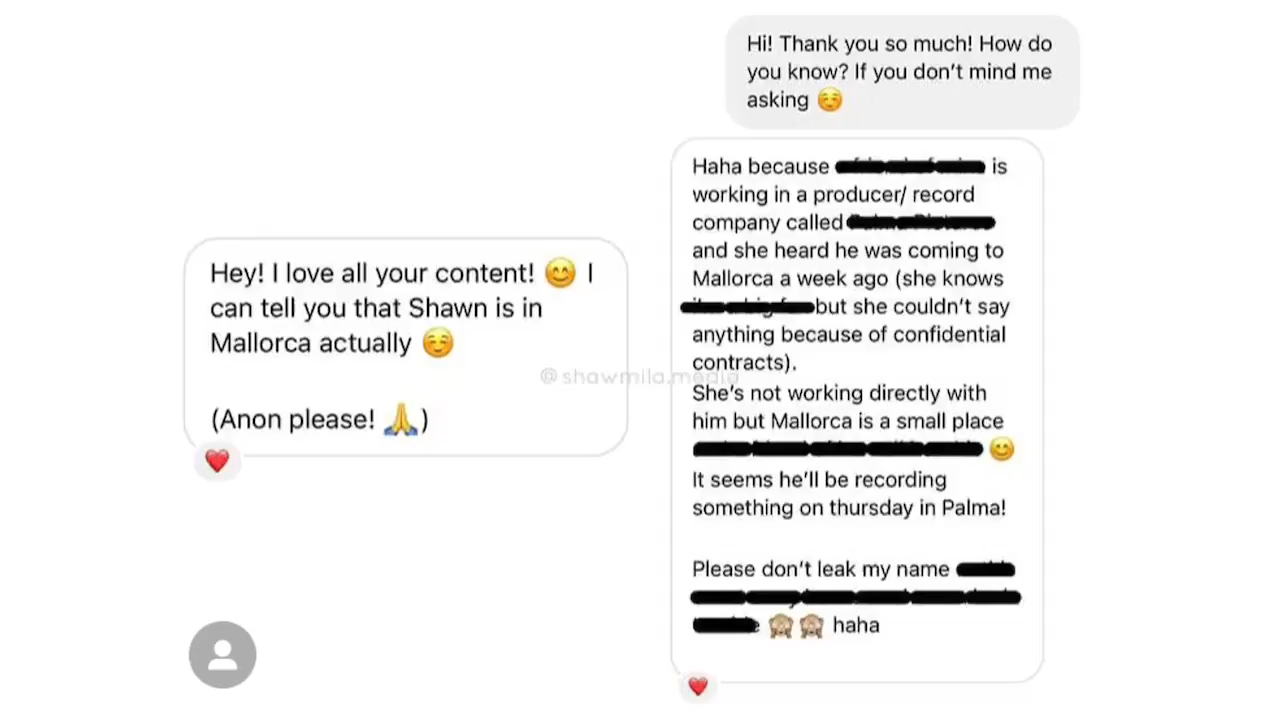 Hey! I love all your content! 😊 I
can tell you that Shawn is in
Mallorca actually ☺️
(Anon please! 🙏)
Hi! Thank you so much! How do
you know? If you don't mind me
asking ☺️
Haha because is
working in a producer/ record
company called
and she heard he was coming to
Mallorca a week ago (she knows
but she couldn't say
anything because of confidential
contracts).
She's not working directly with
him but Mallorca is a small place
😊
It seems he'll be recording
something on thursday in Palma!
Please don't leak my name
🙈🙈 haha
@shawmila.media